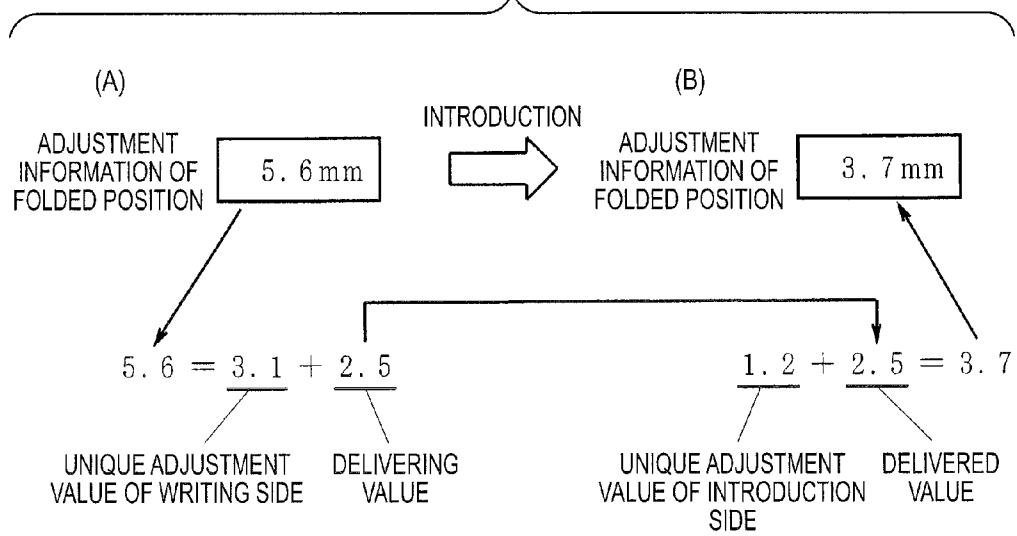 (A)
ADJUSTMENT
INFORMATION OF
FOLDED POSITION
5.6mm
INTRODUCTION
(B)
ADJUSTMENT
INFORMATION OF
FOLDED POSITION
3.7mm
5.6 = 3.1 + 2.5
UNIQUE ADJUSTMENT
VALUE OF WRITING SIDE
DELIVERING
VALUE
1.2 + 2.5 = 3.7
UNIQUE ADJUSTMENT
VALUE OF INTRODUCTION
SIDE
DELIVERED
VALUE